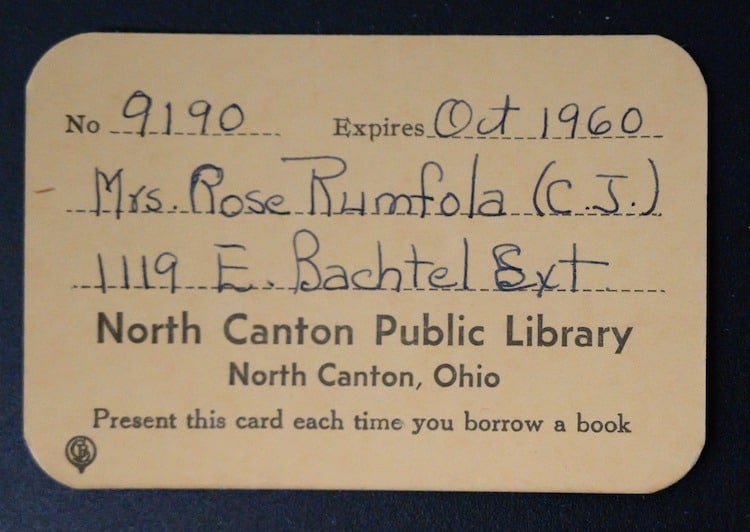 No 9190 Expires Oct 1960
Mrs. Rose Rumfola (C.J.)
1119 E. Bachtel Ext
North Canton Public Library
North Canton, Ohio
Present this card each time you borrow a book